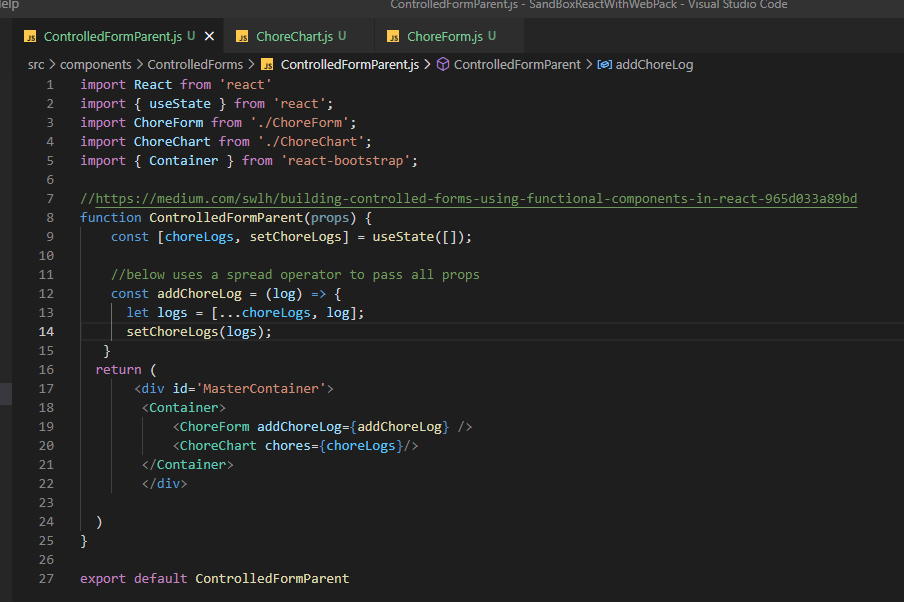 elp
ControlledFormParent.js - SandBoxReactWithWebPack - Visual Studio Code
JS ControlledFormParent.js U × JS ChoreChart.js U JS ChoreForm.js U
src > components > ControlledForms > JS ControlledFormParent.js > ControlledFormParent > addChoreLog
1 import React from 'react'
2 import { useState } from 'react';
3 import ChoreForm from './ChoreForm';
4 import ChoreChart from './ChoreChart';
5 import { Container } from 'react-bootstrap';
6
7 //https://medium.com/swlh/building-controlled-forms-using-functional-components-in-react-965d033a89bd
8 function ControlledFormParent(props) {
9     const [choreLogs, setChoreLogs] = useState([]);
10
11     //below uses a spread operator to pass all props
12     const addChoreLog = (log) => {
13       let logs = [...choreLogs, log];
14       setChoreLogs(logs);
15    }
16   return (
17        <div id='MasterContainer'>
18         <Container>
19             <ChoreForm addChoreLog={addChoreLog} />
20             <ChoreChart chores={choreLogs}/>
21         </Container>
22         </div>
23
24   )
25 }
26
27 export default ControlledFormParent